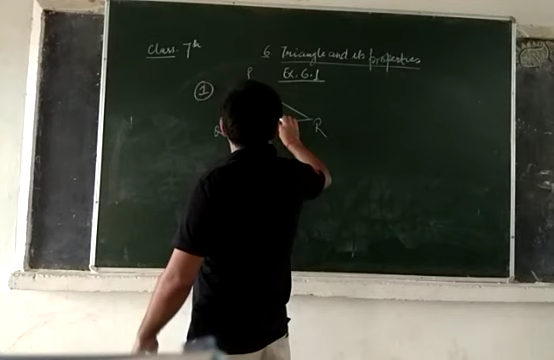 Class. 7th
6 Triangle and its properties
Ex. 6.1
1
P
Q
R